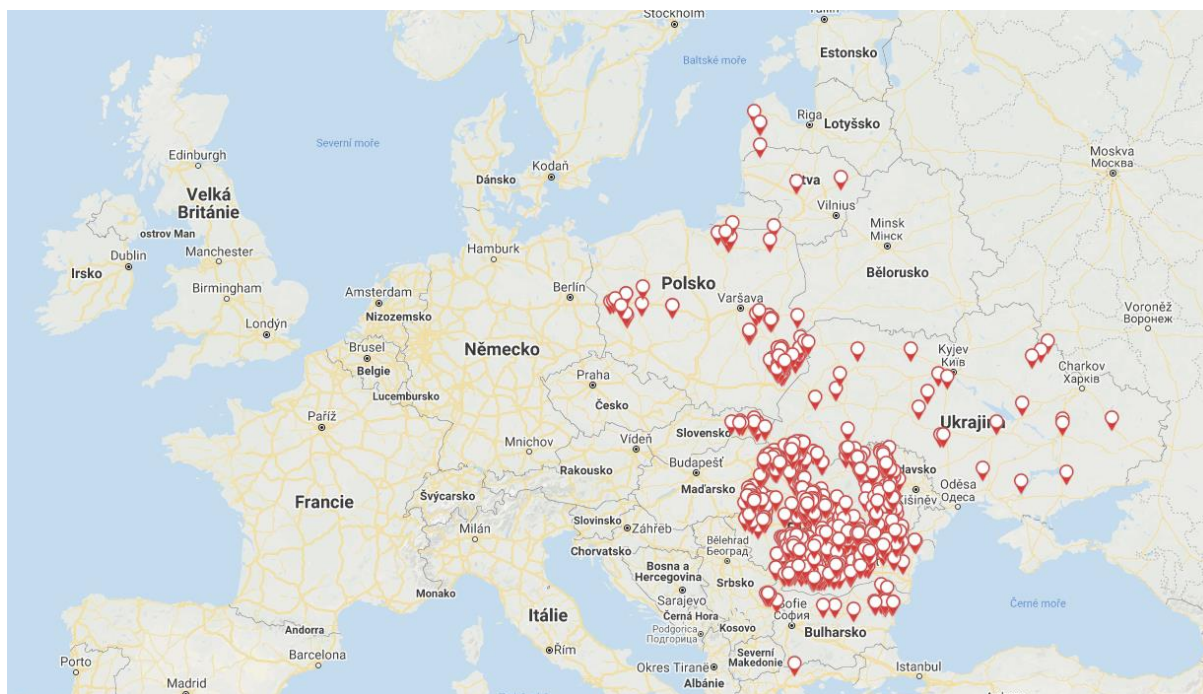 Stockholm
Tallin
Estonsko
Baltské moře
Riga
Lotyšsko
Moskva
Москва
Edinburgh
Severní moře
Kodaň
Dánsko
tva
Vilnius
Velká
Británie
ostrov Man
Minsk
Мінск
Manchester
Dublin
Irsko
Hamburk
Bělorusko
Birmingham
Amsterdam
Berlín
Polsko
Varšava
Voroněž
Воронеж
Nizozemsko
Londýn
Brusel
Belgie
Německo
Kyjev
Київ
Charkov
Харків
Lucembursko
Praha
Česko
Paříž
Ukrajina
Mnichov
Vídeň
Slovensko
Rakousko
Budapešť
Maďarsko
davsko
Kišiněv
Oděsa
Одеса
Francie
Švýcarsko
Milán
Slovinsko
Záhřeb
Chorvatsko
Bělehrad
Београд
Bosna a
Hercegovina
Srbsko
Monako
Sarajevo
Sofie
София
Černé moře
Itálie
Černá Hora
Andorra
Podgorica
Подгорица
Kosovo
Bulharsko
Barcelona
Řím
Severní
Makedonie
Porto
Okres Tirané
Istanbul
Madrid
Albánie